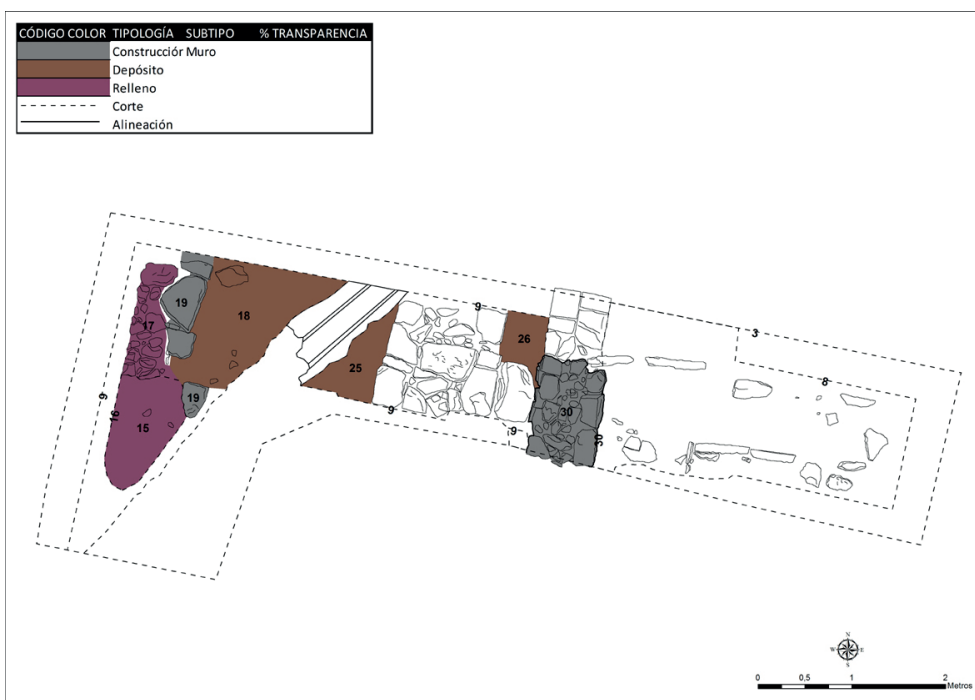 CÓDIGO COLOR TIPOLOGÍA SUBTIPO % TRANSPARENCIA
Construcciór Muro
Depósito
Relleno
Corte
Alineación
9
3
19
17
18
26
25
8
9
19
9
16
15
9
30
30
N
W E
S
0 0,5 1 2
Metros